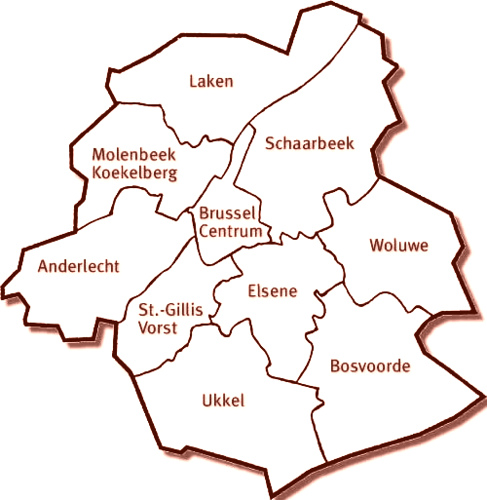 Laken
Schaarbeek
Molenbeek
Koekelberg
Brussel
Centrum
Woluwe
Anderlecht
Elsene
St.-Gillis
Vorst
Bosvoorde
Ukkel